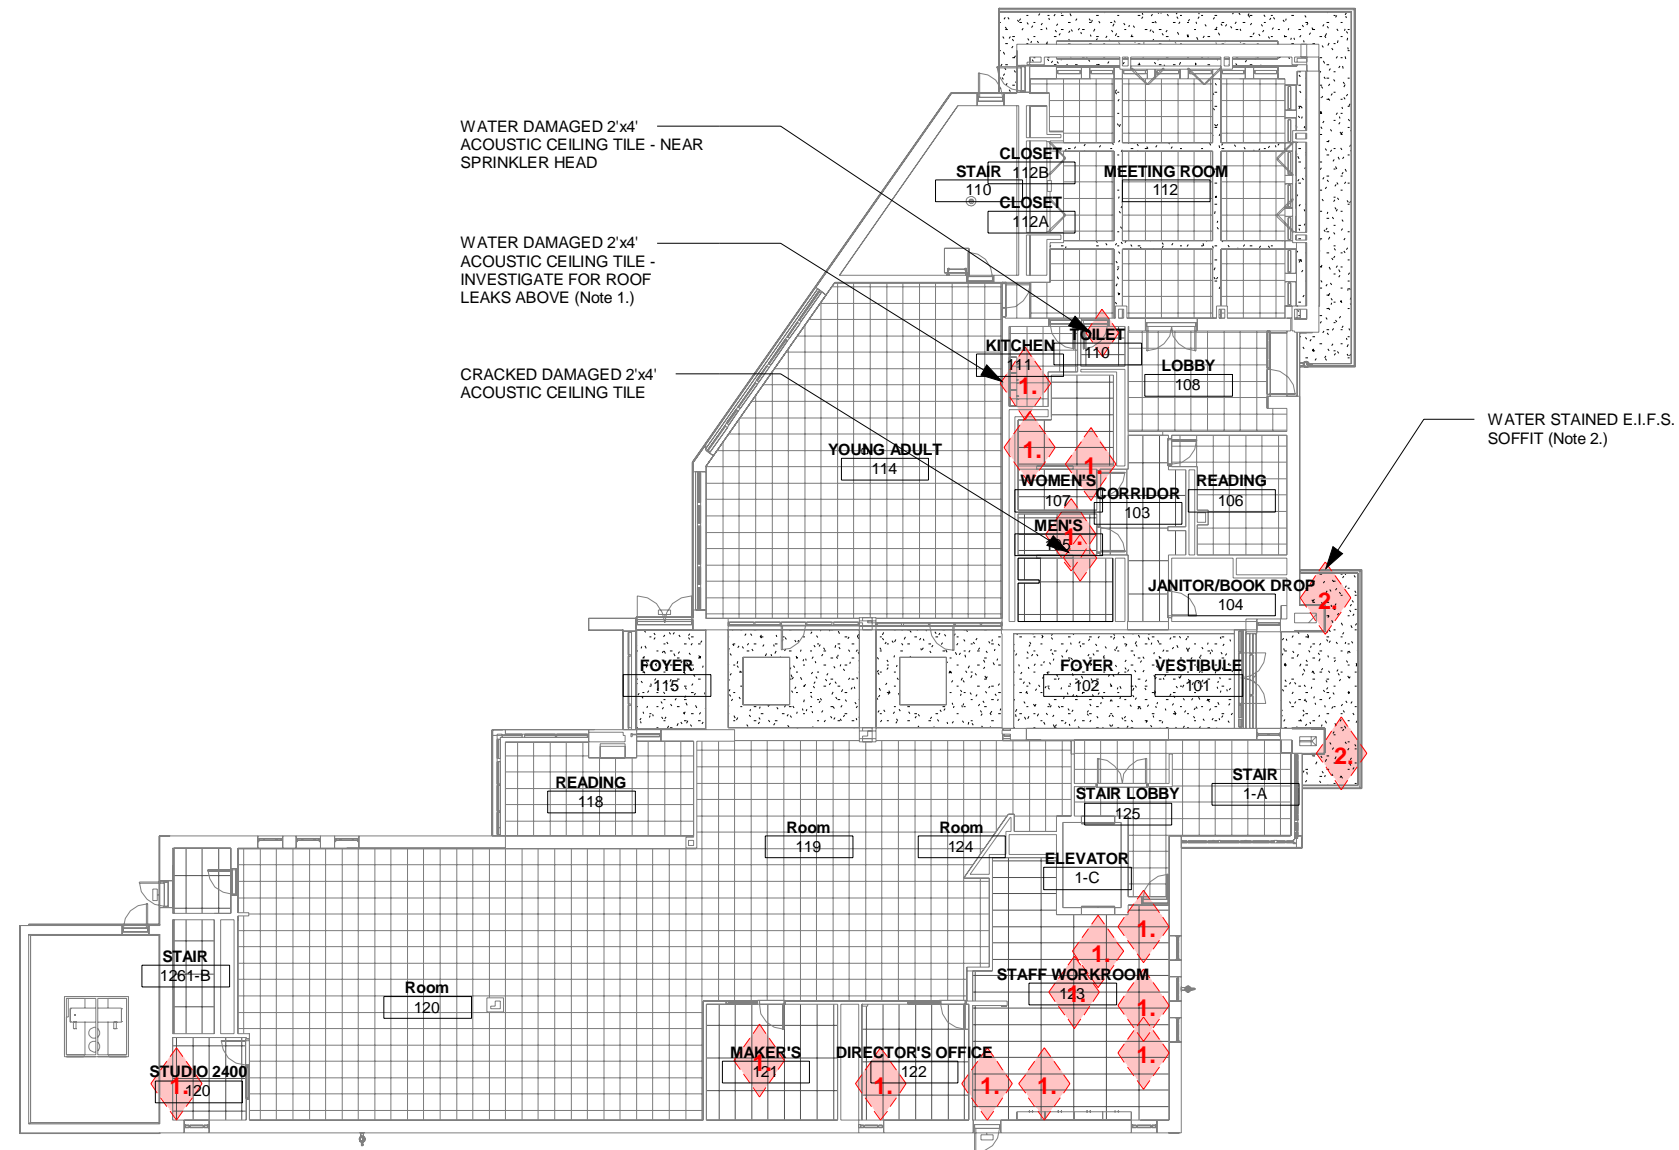 WATER DAMAGED 2'x4'
ACOUSTIC CEILING TILE - NEAR
SPRINKLER HEAD
WATER DAMAGED 2'x4'
ACOUSTIC CEILING TILE -
INVESTIGATE FOR ROOF
LEAKS ABOVE (Note 1.)
CRACKED DAMAGED 2'x4'
ACOUSTIC CEILING TILE
WATER STAINED E.I.F.S.
SOFFIT (Note 2.)
CLOSET
112B
STAIR
110
CLOSET
112A
MEETING ROOM
112
TOILET
110
KITCHEN
111
1.
LOBBY
108
1.
1.
YOUNG ADULT
114
WOMEN'S
107
CORRIDOR
103
READING
106
MEN'S
105
1.
JANITOR/BOOK DROP
104
2.
FOYER
115
FOYER
102
VESTIBULE
101
2.
READING
118
STAIR
1-A
STAIR LOBBY
125
Room
119
Room
124
ELEVATOR
1-C
1.
1.
STAIR
1261-B
Room
120
STAFF WORKROOM
123
1.
1.
1.
MAKER'S
121
1.
DIRECTOR'S OFFICE
122
1.
1.
1.
STUDIO 2400
120
1.